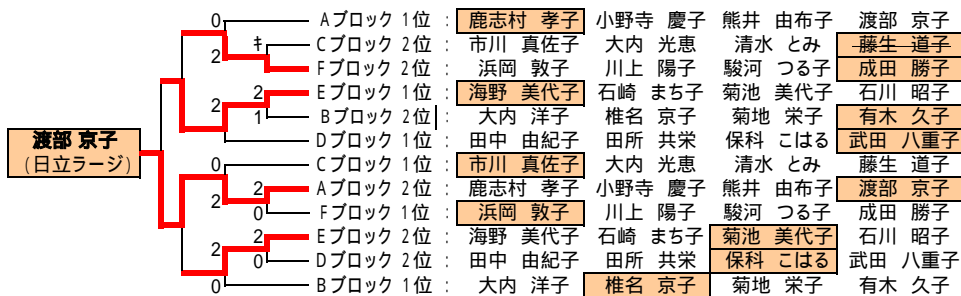 0 Aブロック 1位 : 鹿志村 孝子 小野寺 慶子 熊井 由布子 渡部 京子
2 キ Cブロック 2位 : 市川 真佐子 大内 光恵 清水 とみ 藤生 道子
Fブロック 2位 : 浜岡 敦子 川上 陽子 駿河 つる子 成田 勝子
2 2 Eブロック 1位 : 海野 美代子 石崎 まち子 菊池 美代子 石川 昭子
1 Bブロック 2位 : 大内 洋子 椎名 京子 菊地 栄子 有木 久子
渡部 京子 Dブロック 1位 : 田中 由紀子 田所 共栄 保科 こはる 武田 八重子
(日立ラージ) 0 Cブロック 1位 : 市川 真佐子 大内 光恵 清水 とみ 藤生 道子
2 2 Aブロック 2位 : 鹿志村 孝子 小野寺 慶子 熊井 由布子 渡部 京子
0 Fブロック 1位 : 浜岡 敦子 川上 陽子 駿河 つる子 成田 勝子
2 Eブロック 2位 : 海野 美代子 石崎 まち子 菊池 美代子 石川 昭子
2 0 Dブロック 2位 : 田中 由紀子 田所 共栄 保科 こはる 武田 八重子
0 Bブロック 1位 : 大内 洋子 椎名 京子 菊地 栄子 有木 久子